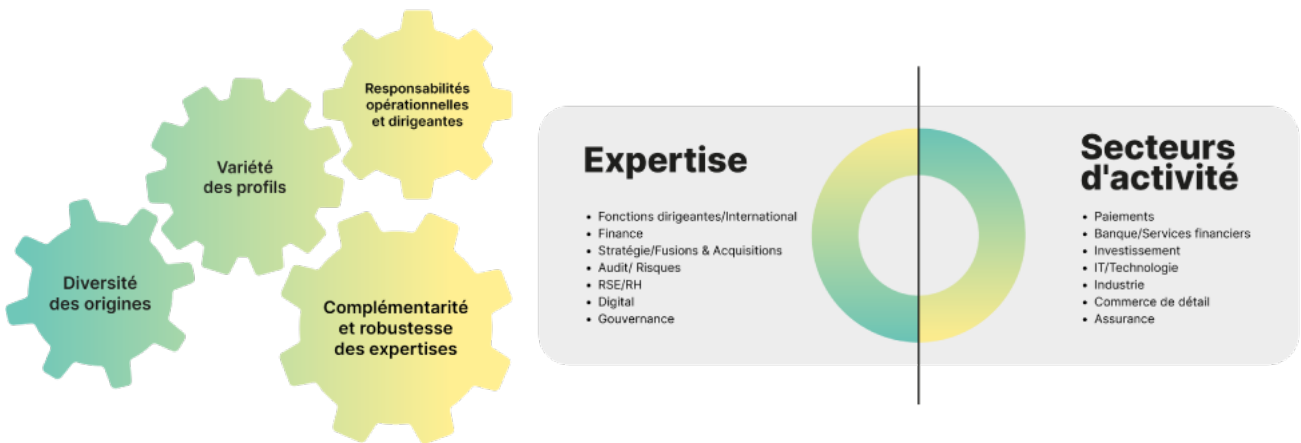 Responsabilités
opérationnelles
et dirigeantes
Variété
des profils
Diversité
des origines
Complémentarité
et robustesse
des expertises
Expertise
• Fonctions dirigeantes/International
• Finance
• Stratégie/Fusions & Acquisitions
• Audit/ Risques
• RSE/RH
• Digital
• Gouvernance
Secteurs
d'activité
• Paiements
• Banque/Services financiers
• Investissement
• IT/Technologie
• Industrie
• Commerce de détail
• Assurance